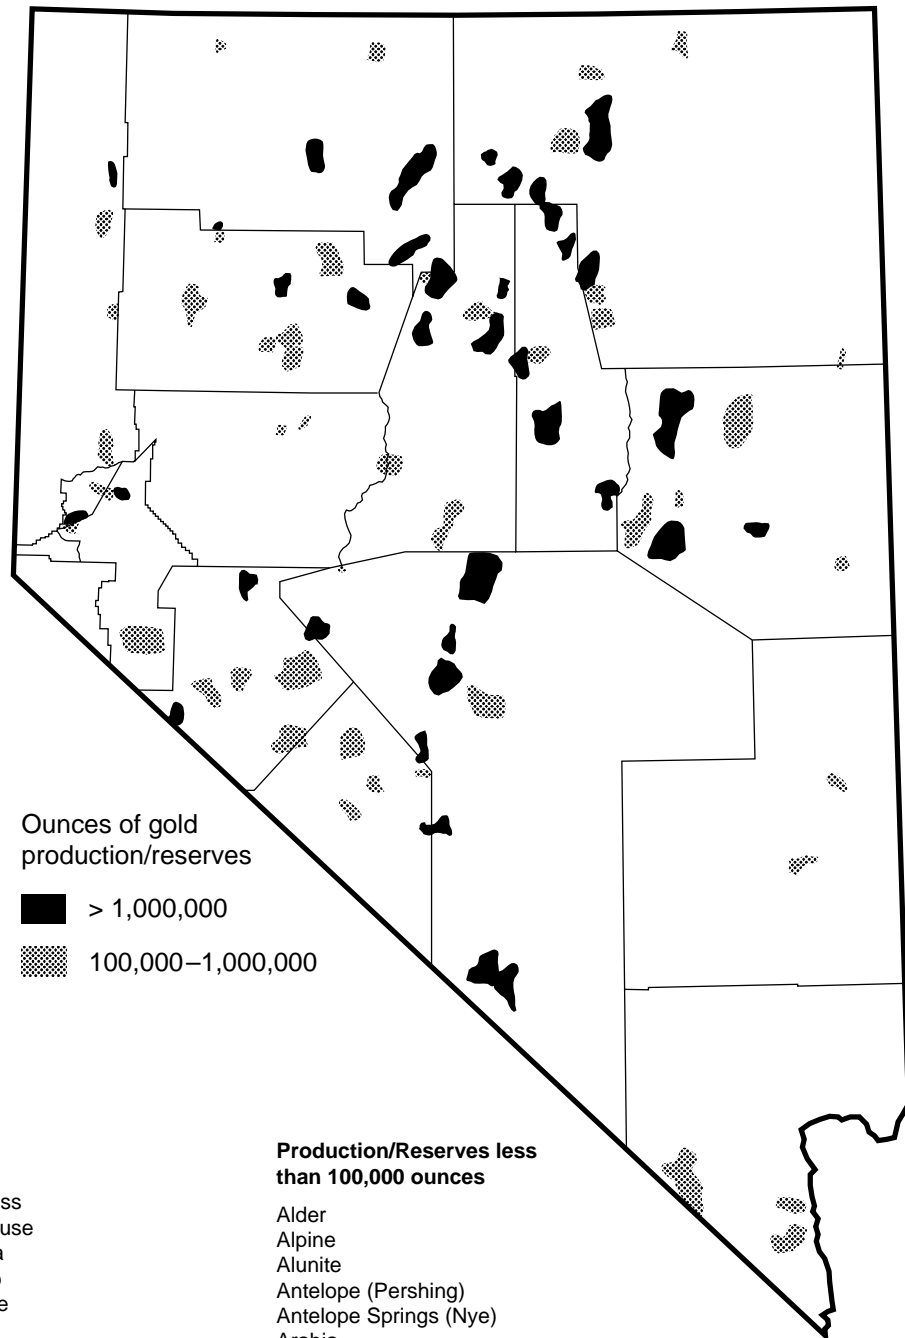 Ounces of gold
production/reserves
> 1,000,000
100,000–1,000,000
Production/Reserves less
than 100,000 ounces
Alder
Alpine
Alunite
Antelope (Pershing)
Antelope Springs (Nye)